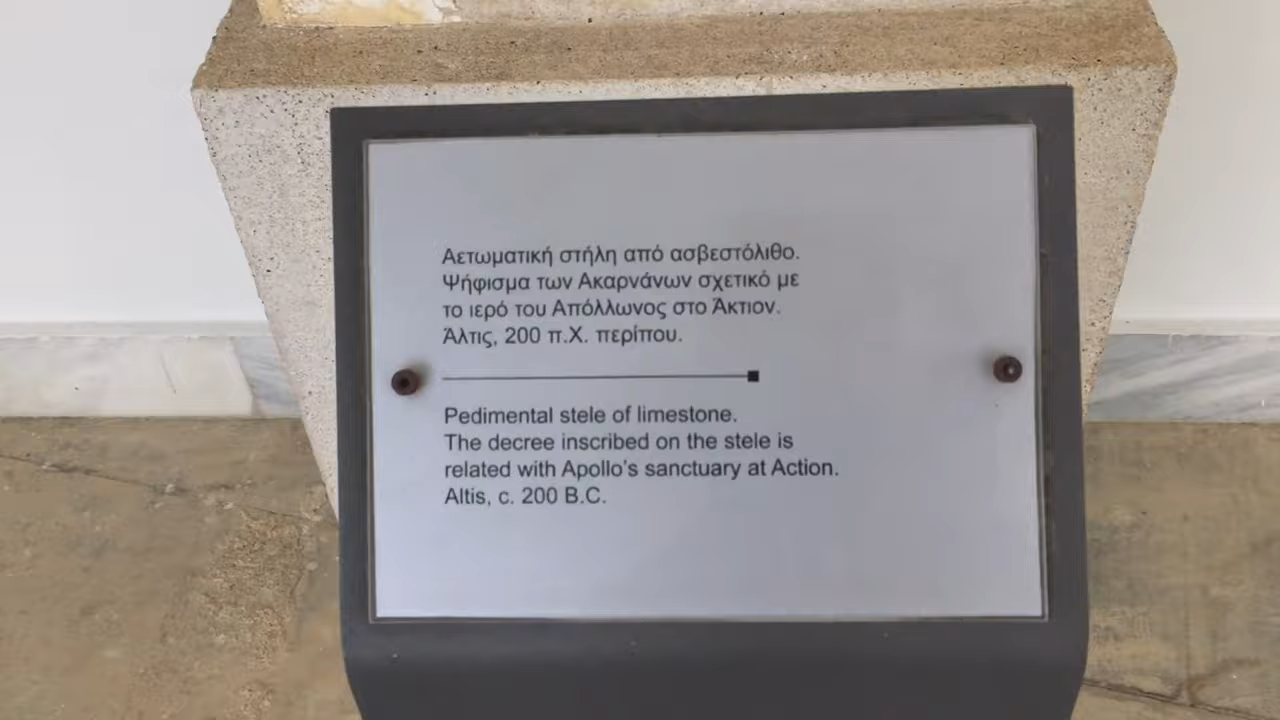 Αετωματική στήλη από ασβεστόλιθο.
Ψήφισμα των Ακαρνάνων σχετικό με
το ιερό του Απόλλωνος στο Άκτιον.
Άλτις, 200 π.Χ. περίπου.
Pedimental stele of limestone.
The decree inscribed on the stele is
related with Apollo's sanctuary at Action.
Altis, c. 200 B.C.